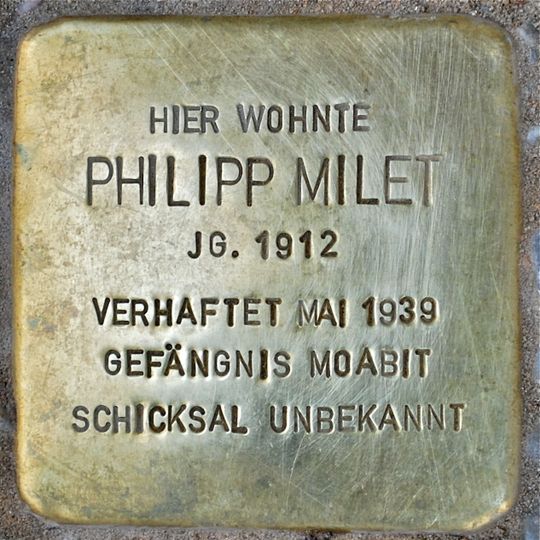 HIER WOHNTE
PHILIPP MILET
JG. 1912
VERHAFTET MAI 1939
GEFÄNGNIS MOABIT
SCHICKSAL UNBEKANNT